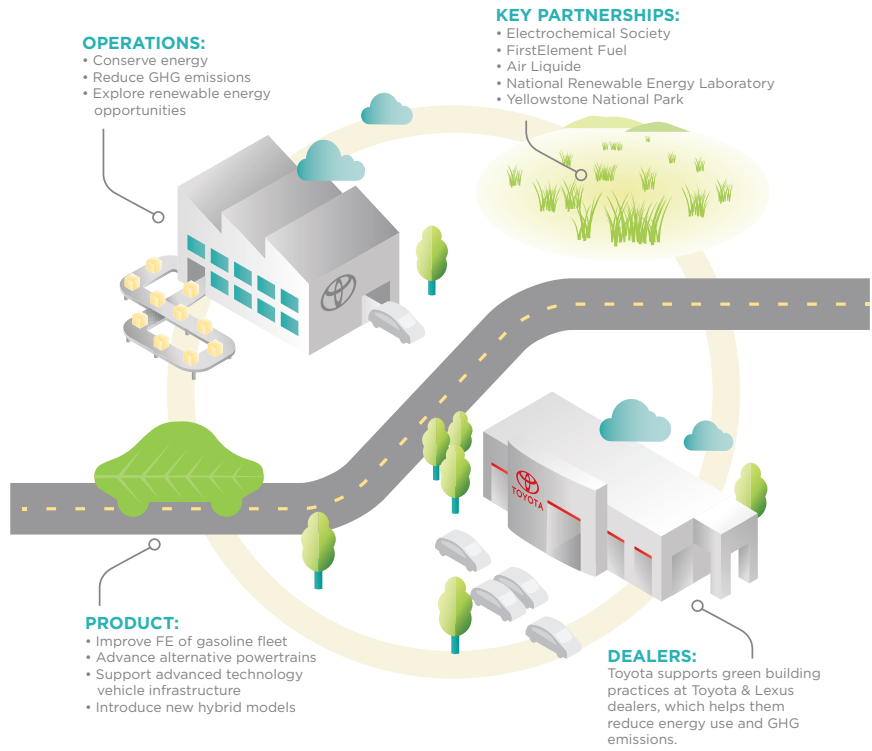 OPERATIONS:
• Conserve energy
• Reduce GHG emissions
• Explore renewable energy
opportunities
KEY PARTNERSHIPS:
• Electrochemical Society
• FirstElement Fuel
• Air Liquide
• National Renewable Energy Laboratory
• Yellowstone National Park
TOYOTA
PRODUCT:
• Improve FE of gasoline fleet
• Advance alternative powertrains
• Support advanced technology
vehicle infrastructure
• Introduce new hybrid models
DEALERS:
Toyota supports green building
practices at Toyota & Lexus
dealers, which helps them
reduce energy use and GHG
emissions.